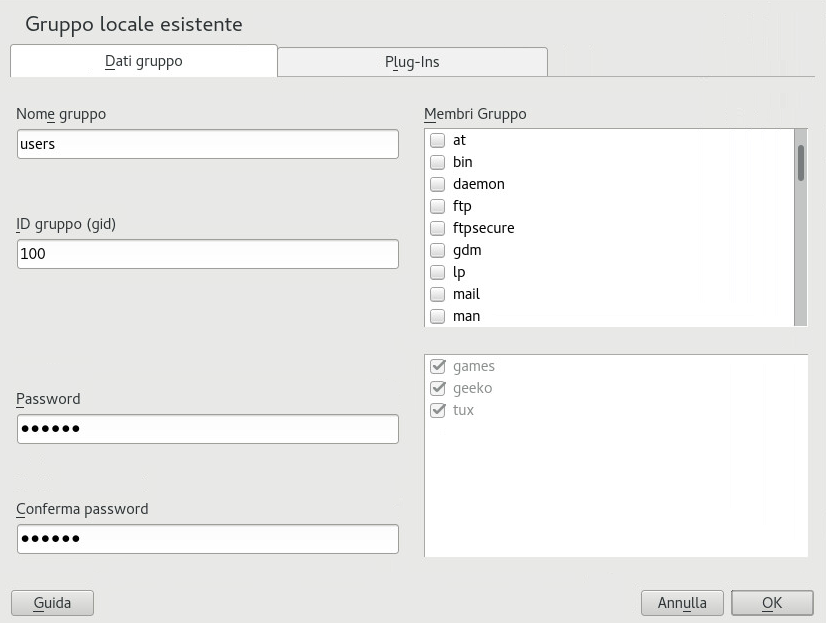 Gruppo locale esistente
Dati gruppo
Plug-Ins
Nome gruppo
users
ID gruppo (gid)
100
Password
●●●●●●
Conferma password
●●●●●●
Membri Gruppo
at
bin
daemon
ftp
ftpsecure
gdm
lp
mail
man
games
geeko
tux
Guida
Annulla
OK